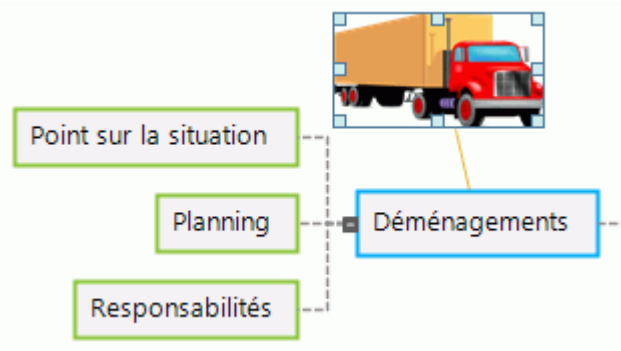 Point sur la situation
Planning
Déménagements
Responsabilités